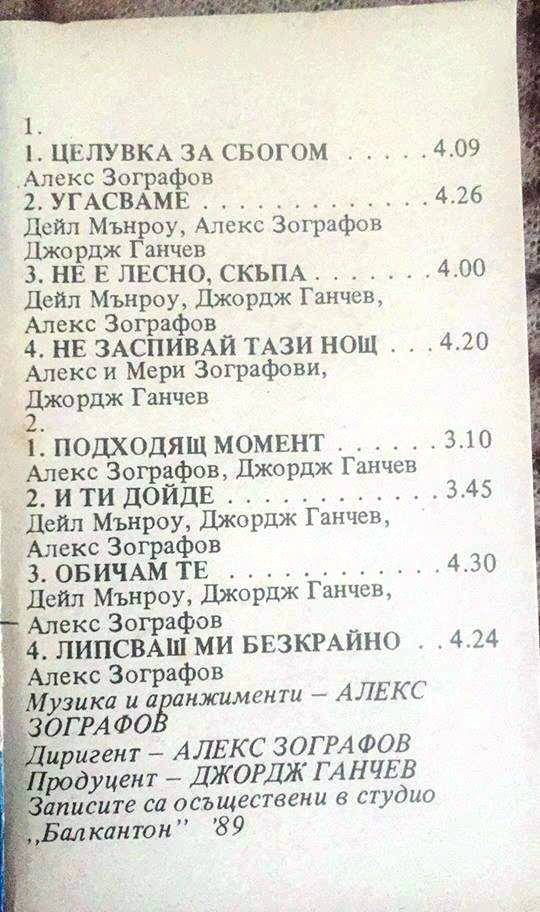 1.
1. ЦЕЛУВКА ЗА СБОГОМ . . . . . 4.09
Алекс Зографов
2. УГАСВАМЕ . . . . . . . . . . . . . 4.26
Дейл Мънроу, Алекс Зографов
Джордж Ганчев
3. НЕ Е ЛЕСНО, СКЪПА . . . . . . . 4.00
Дейл Мънроу, Джордж Ганчев,
Алекс Зографов
4. НЕ ЗАСПИВАЙ ТАЗИ НОЩ . . . 4.20
Алекс и Мери Зографови,
Джордж Ганчев
2.
1. ПОДХОДЯЩ МОМЕНТ . . . . . . 3.10
Алекс Зографов, Джордж Ганчев
2. И ТИ ДОЙДЕ . . . . . . . . . . . . 3.45
Дейл Мънроу, Джордж Ганчев,
Алекс Зографов
3. ОБИЧАМ ТЕ . . . . . . . . . . . . 4.30
Дейл Мънроу, Джордж Ганчев,
Алекс Зографов
4. ЛИПСВАШ МИ БЕЗКРАЙНО . . 4.24
Алекс Зографов
Музика и аранжименти – АЛЕКС
ЗОГРАФОВ
Диригент – АЛЕКС ЗОГРАФОВ
Продуцент – ДЖОРДЖ ГАНЧЕВ
Записите са осъществени в студио
,,Балкантон” ’89